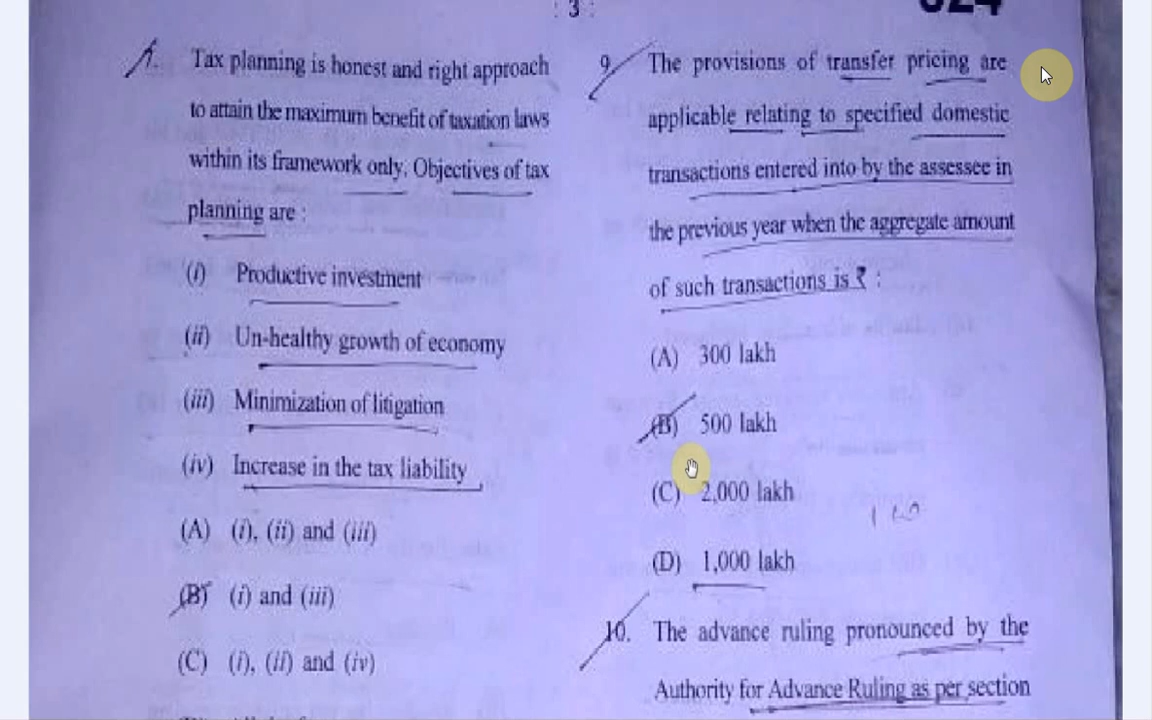 : 3 :
1. Tax planning is honest and right approach
to attain the maximum benefit of taxation laws
within its framework only. Objectives of tax
planning are :
(i) Productive investment
(ii) Un-healthy growth of economy
(iii) Minimization of litigation
(iv) Increase in the tax liability
(A) (i), (ii) and (iii)
(B) (i) and (iii)
(C) (i), (ii) and (iv)
9. The provisions of transfer pricing are
applicable relating to specified domestic
transactions entered into by the assessee in
the previous year when the aggregate amount
of such transactions is ₹ :
(A) 300 lakh
(B) 500 lakh
(C) 2,000 lakh
(D) 1,000 lakh
10. The advance ruling pronounced by the
Authority for Advance Ruling as per section